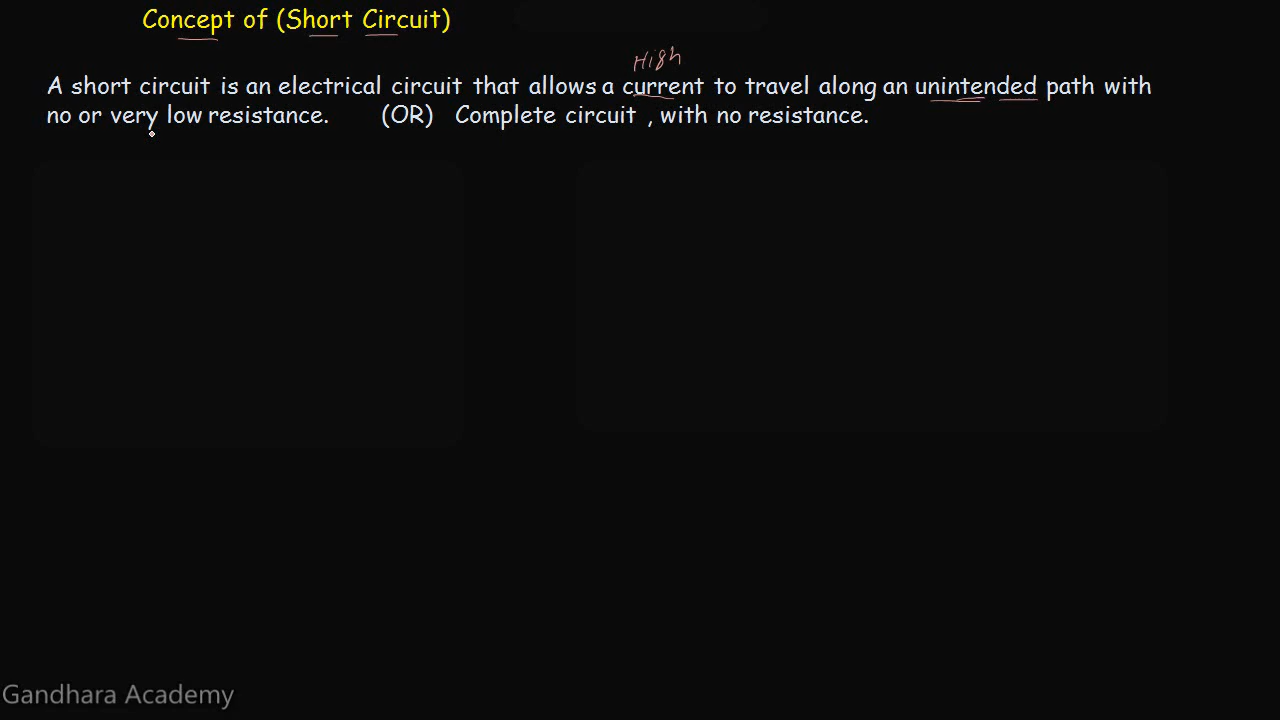 Concept of (Short Circuit)
High
A short circuit is an electrical circuit that allows a current to travel along an unintended path with
no or very low resistance. (OR) Complete circuit , with no resistance.
Gandhara Academy